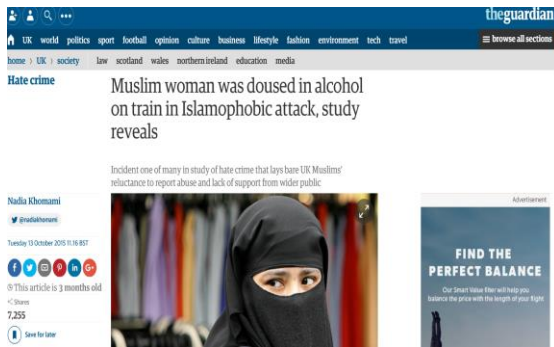 theguardian
UK world politics sport football opinion culture business lifestyle fashion environment tech travel
browse all sections
home › UK › society
law scotland wales northern ireland education media
Hate crime
Muslim woman was doused in alcohol
on train in Islamophobic attack, study
reveals
Incident one of many in study of hate crime that lays bare UK Muslims'
reluctance to report abuse and lack of support from wider public
Nadia Khomami
@nadiakhomami
Tuesday 13 October 2015 11.16 BST
This article is 3 months old
Shares
7,255
Save for later
Advertisement
FIND THE
PERFECT BALANCE
Our Smart Value filter will help you
balance the price with the length of your flight